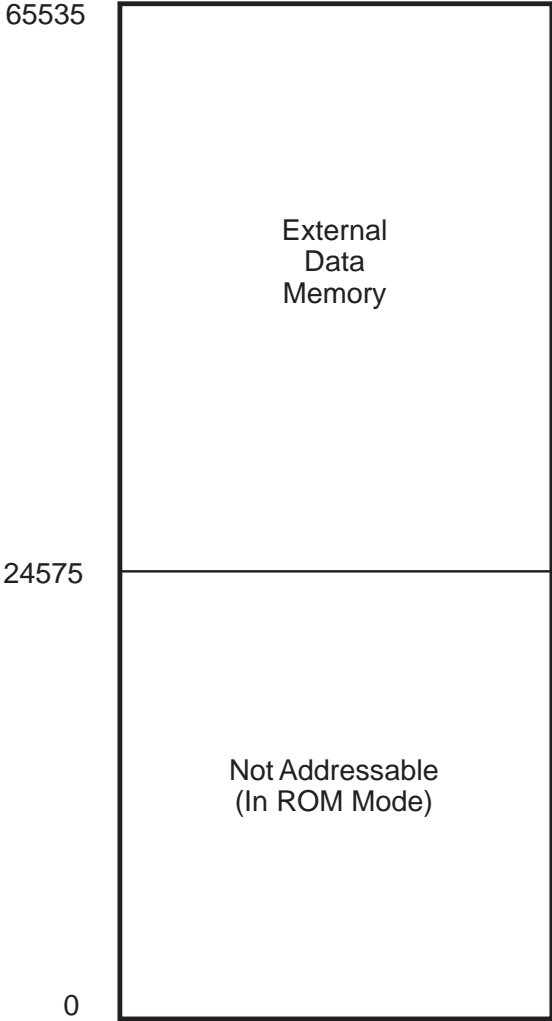 65535
External
Data
Memory
24575
Not Addressable
(In ROM Mode)
0